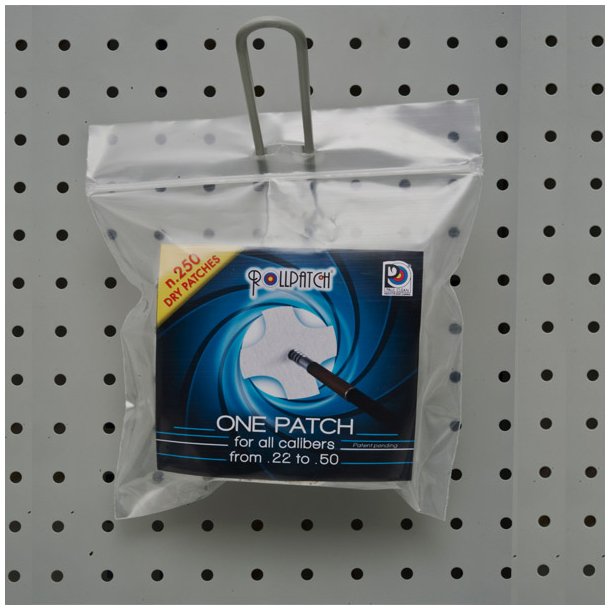 n.250
DRY PATCHES
ROLLPATCH
ONE PATCH
for all calibers
Patent pending
from .22 to .50